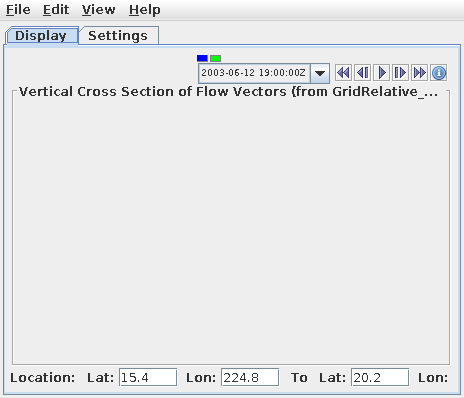 File Edit View Help
Display Settings
2003-06-12 19:00:00Z
Vertical Cross Section of Flow Vectors (from GridRelative_...
Location: Lat: 15.4 Lon: 224.8 To Lat: 20.2 Lon: